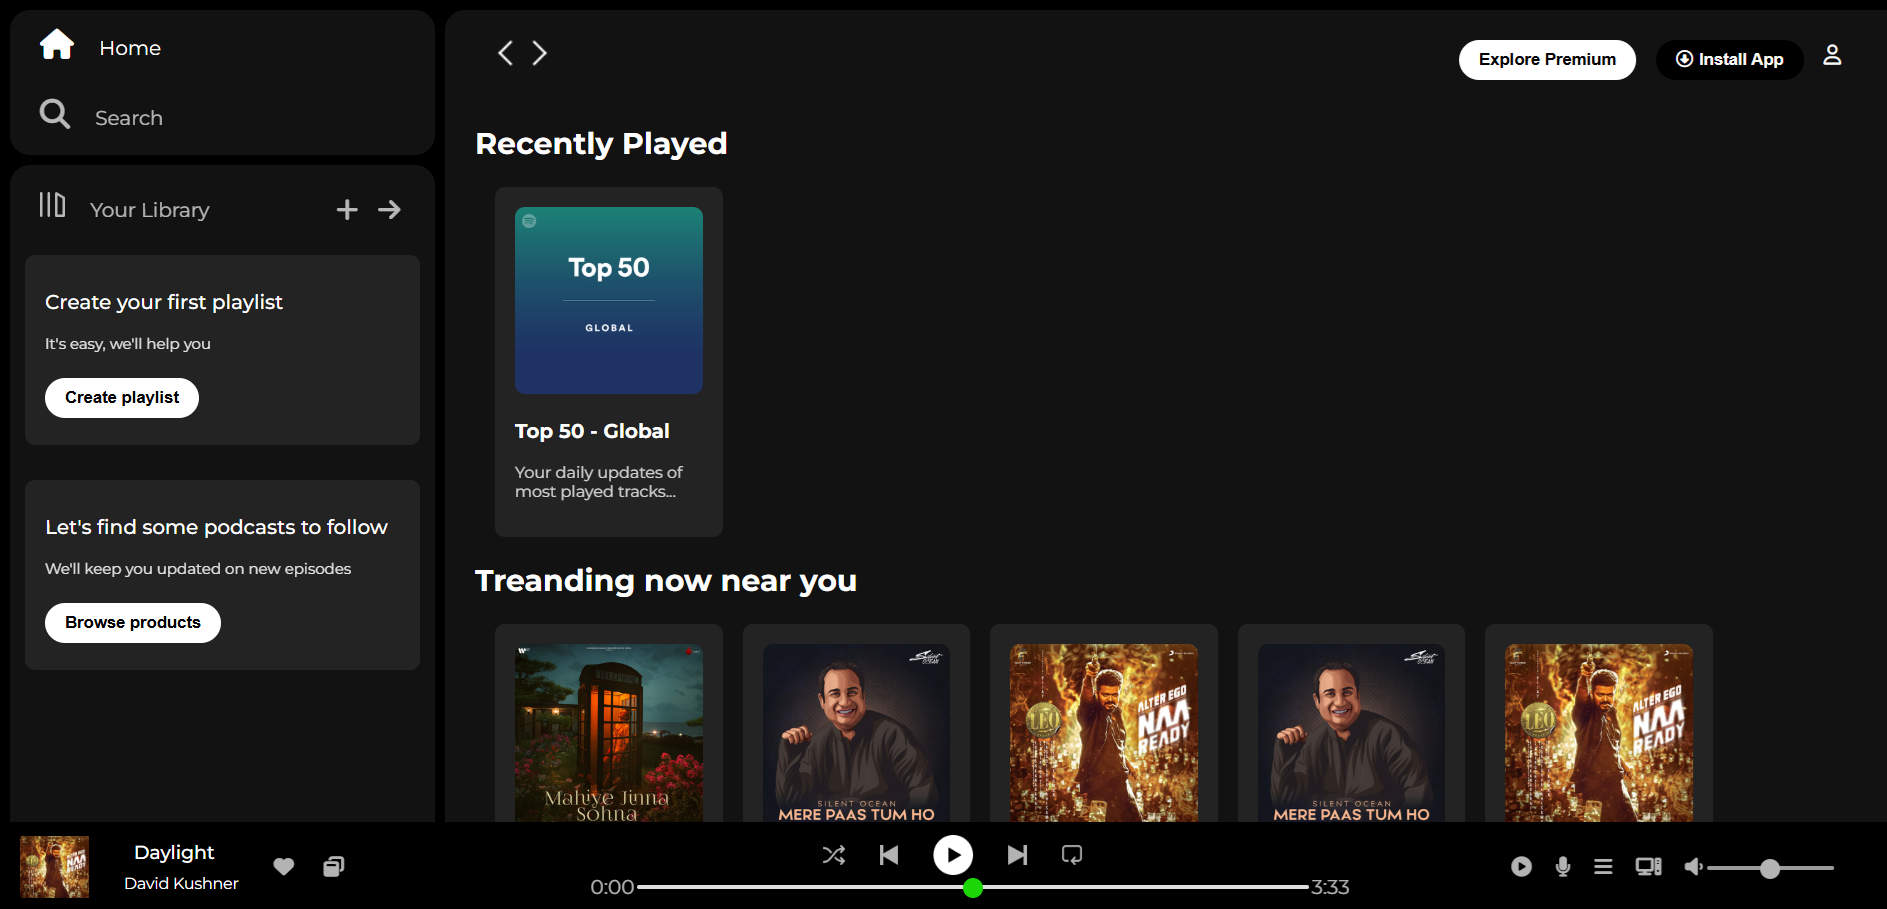 Home
Search
Your Library
Create your first playlist
It's easy, we'll help you
Create playlist
Let's find some podcasts to follow
We'll keep you updated on new episodes
Browse products
Explore Premium
Install App
Recently Played
Top 50
GLOBAL
Top 50 - Global
Your daily updates of
most played tracks...
Treanding now near you
Mahiye Jinna
Sohna
Silent
Ocean
SILENT OCEAN
MERE PAAS TUM HO
LEO
ALTER EGO
NAA
READY
Silent
Ocean
SILENT OCEAN
MERE PAAS TUM HO
LEO
ALTER EGO
NAA
READY
Daylight
David Kushner
0:00
3:33